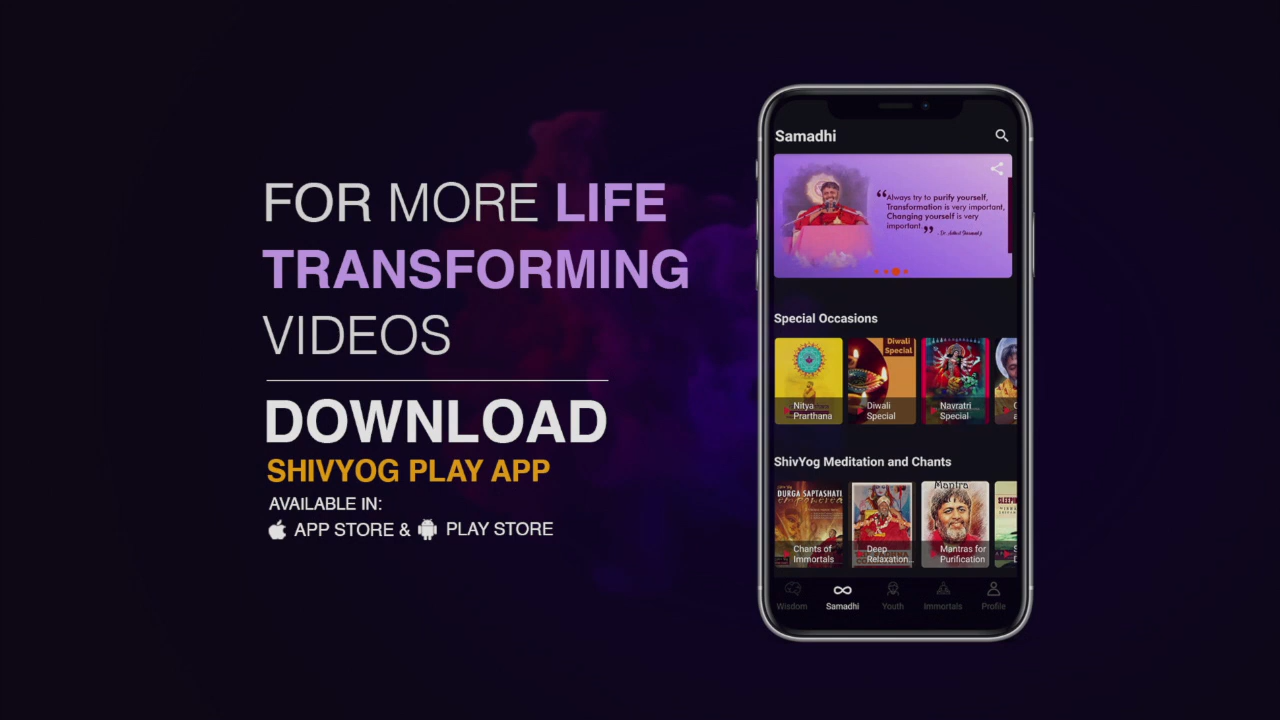 FOR MORE LIFE
TRANSFORMING
VIDEOS
DOWNLOAD
SHIVYOG PLAY APP
AVAILABLE IN:
APP STORE & PLAY STORE
Samadhi
“Always try to purify yourself,
Transformation is very important,
Changing yourself is very
important.”
Special Occasions
Diwali
Special
Nitya
Prarthana
Diwali
Special
Navratri
Special
ShivYog Meditation and Chants
DURGA SAPTASHATI
Mantra
Chants of
Immortals
Deep
Relaxation...
Mantras for
Purification
Wisdom
Samadhi
Youth
Immortals
Profile